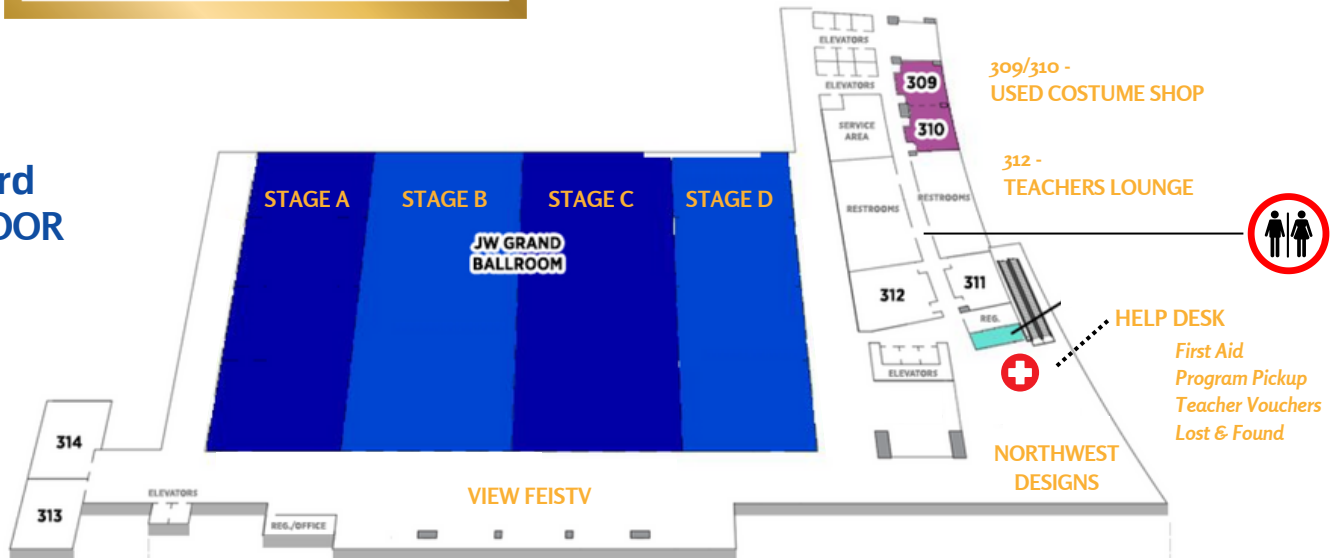 ELEVATORS
ELEVATORS
309
310
309/310 -
USED COSTUME SHOP
SERVICE
AREA
312 -
TEACHERS LOUNGE
rd
OOR
STAGE A
STAGE B
STAGE C
STAGE D
RESTROOMS
RESTROOMS
JW GRAND
BALLROOM
312
311
REG.
HELP DESK
First Aid
Program Pickup
Teacher Vouchers
Lost & Found
ELEVATORS
314
313
ELEVATORS
REG./OFFICE
VIEW FEISTV
NORTHWEST
DESIGNS